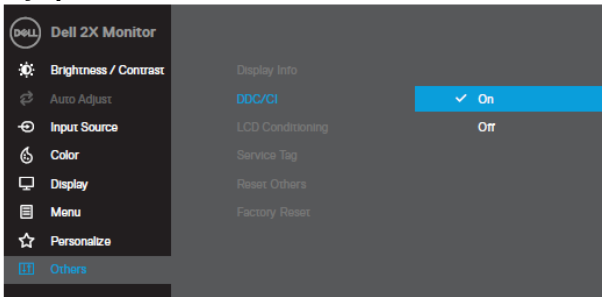 DELL
Dell 2X Monitor
Brightness / Contrast
Display Info
Auto Adjust
DDC/CI
On
Input Source
LCD Conditioning
Off
Color
Service Tag
Display
Reset Others
Menu
Factory Reset
Personalize
Others